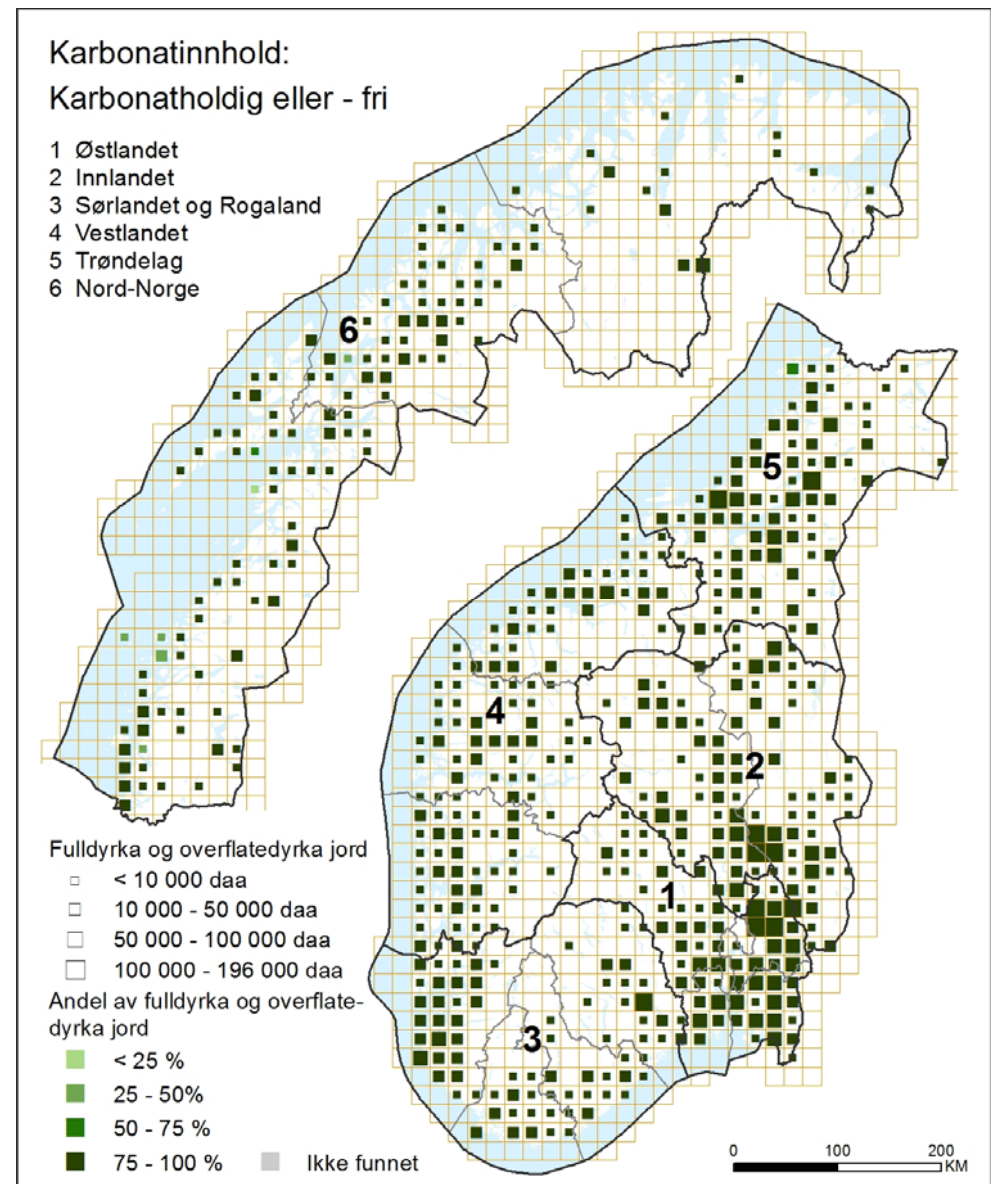 Karbonatinnhold:
Karbonatholdig eller - fri
1 Østlandet
2 Innlandet
3 Sørlandet og Rogaland
4 Vestlandet
5 Trøndelag
6 Nord-Norge
6
5
4
2
1
3
Fulldyrka og overflatedyrka jord
< 10 000 daa
10 000 - 50 000 daa
50 000 - 100 000 daa
100 000 - 196 000 daa
Andel av fulldyrka og overflate-
dyrka jord
< 25 %
25 - 50%
50 - 75 %
75 - 100 %
Ikke funnet
0 100 200
KM